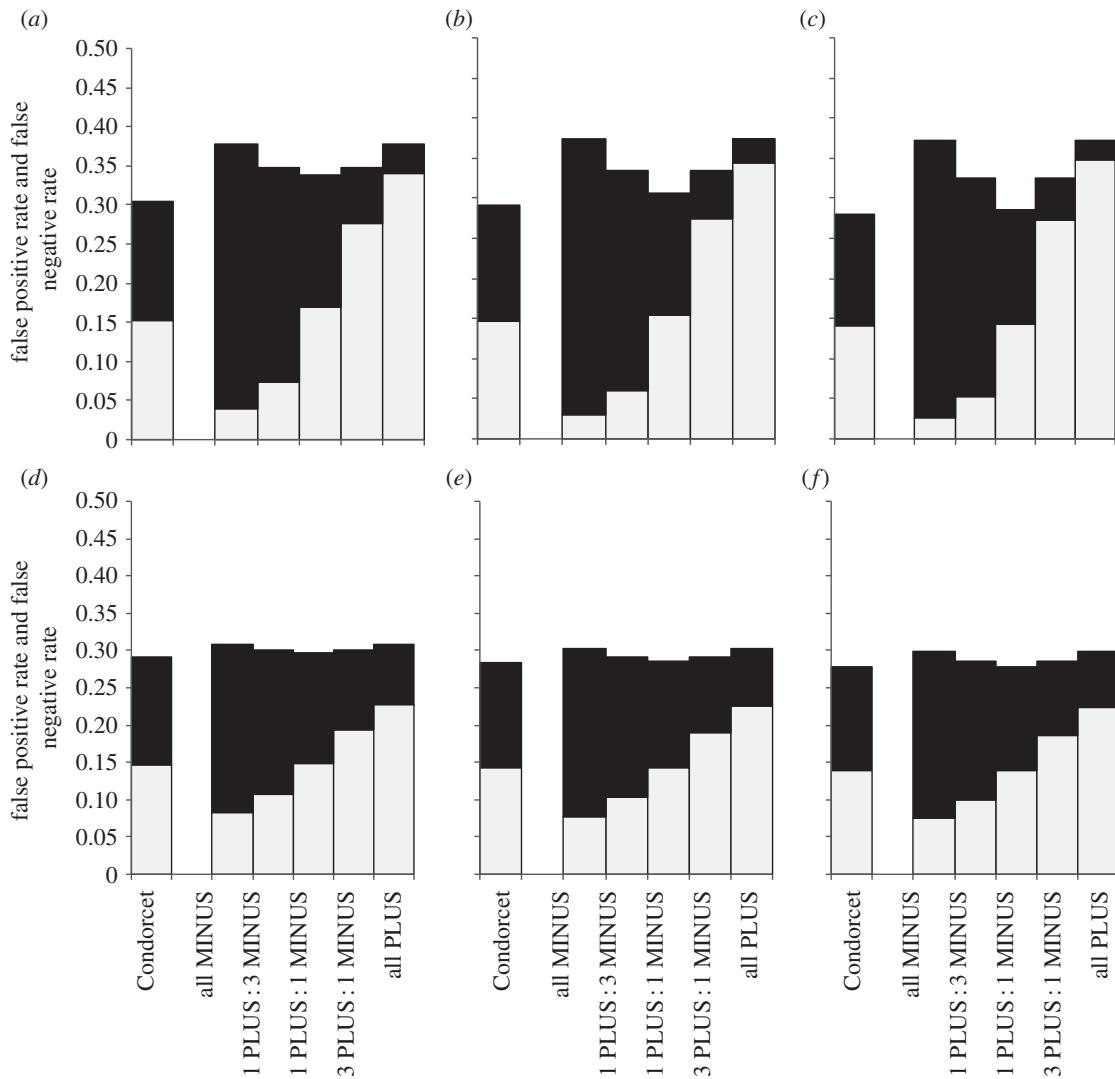 (a)
(b)
(c)
false positive rate and false
negative rate
0.50
0.45
0.40
0.35
0.30
0.25
0.20
0.15
0.10
0.05
0
(d)
(e)
(f)
false positive rate and false
negative rate
0.50
0.45
0.40
0.35
0.30
0.25
0.20
0.15
0.10
0.05
0
Condorcet
all MINUS
1 PLUS : 3 MINUS
1 PLUS : 1 MINUS
3 PLUS : 1 MINUS
all PLUS
Condorcet
all MINUS
1 PLUS : 3 MINUS
1 PLUS : 1 MINUS
3 PLUS : 1 MINUS
all PLUS
Condorcet
all MINUS
1 PLUS : 3 MINUS
1 PLUS : 1 MINUS
3 PLUS : 1 MINUS
all PLUS